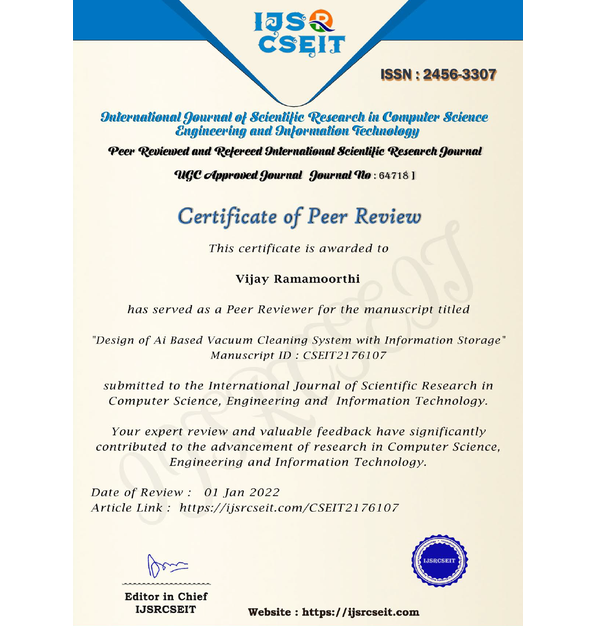 IJSR
CSEIT
ISSN : 2456-3307
International Journal of Scientific Research in Computer Science
Engineering and Information Technology
Peer Reviewed and Refereed International Scientific Research Journal
UGC Approved Journal Journal No : 64718 ]
Certificate of Peer Review
This certificate is awarded to
Vijay Ramamoorthi
has served as a Peer Reviewer for the manuscript titled
"Design of Ai Based Vacuum Cleaning System with Information Storage"
Manuscript ID : CSEIT2176107
submitted to the International Journal of Scientific Research in
Computer Science, Engineering and Information Technology.
Your expert review and valuable feedback have significantly
contributed to the advancement of research in Computer Science,
Engineering and Information Technology.
Date of Review : 01 Jan 2022
Article Link : https://ijsrcseit.com/CSEIT2176107
IJSRCSEIT
Editor in Chief
IJSRCSEIT
Website : https://ijsrcseit.com
IJSRCSEIT